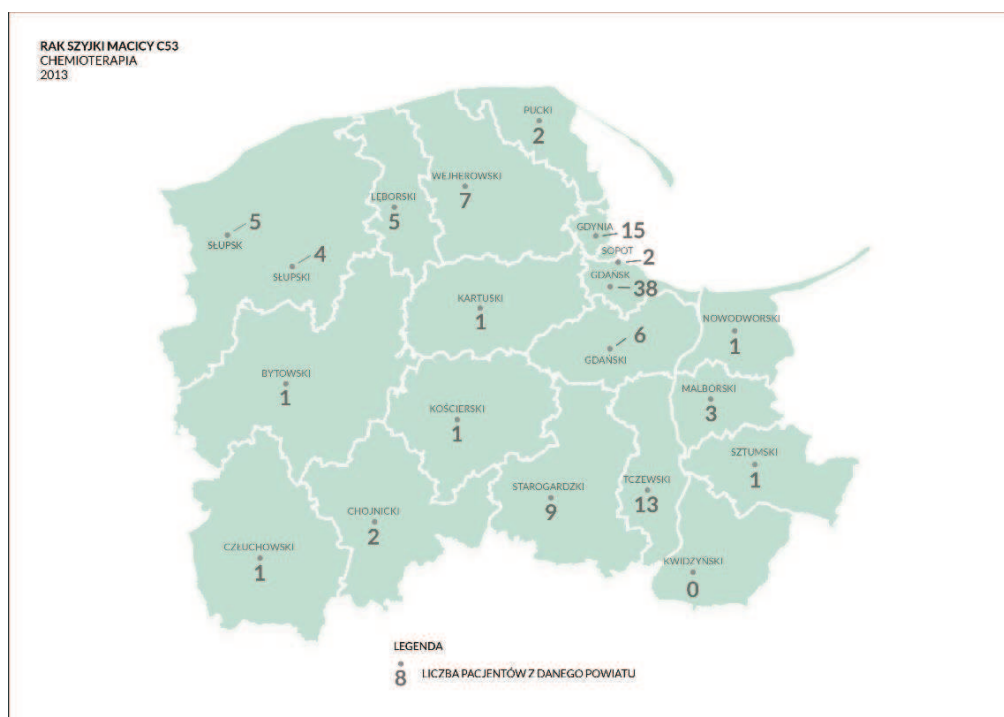 RAK SZYJKI MACICY C53
CHEMIOTERAPIA
2013
PUCKI
2
WEJHEROWSKI
7
LĘBORSKI
5
5
SŁUPSK
4
SŁUPSKI
GDYNIA
15
SOPOT
2
GDAŃSK
38
KARTUSKI
1
NOWODWORSKI
1
6
GDAŃSKI
BYTOWSKI
1
MALBORSKI
3
KOŚCIERSKI
1
SZTUMSKI
1
STAROGARDZKI
9
TCZEWSKI
13
CHOJNICKI
2
CZŁUCHOWSKI
1
KWIDZYŃSKI
0
LEGENDA
8 LICZBA PACJENTÓW Z DANEGO POWIATU